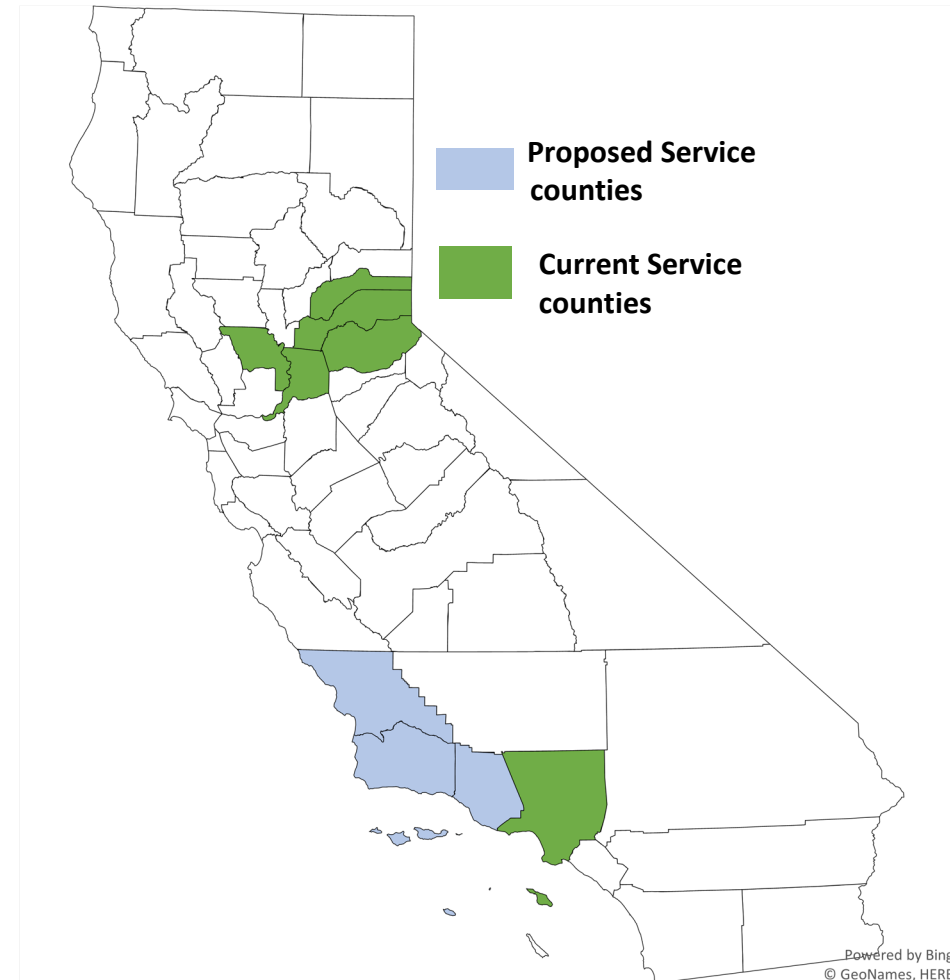 Proposed Service
counties
Current Service
counties
Powered by Bing
© GeoNames, HERE